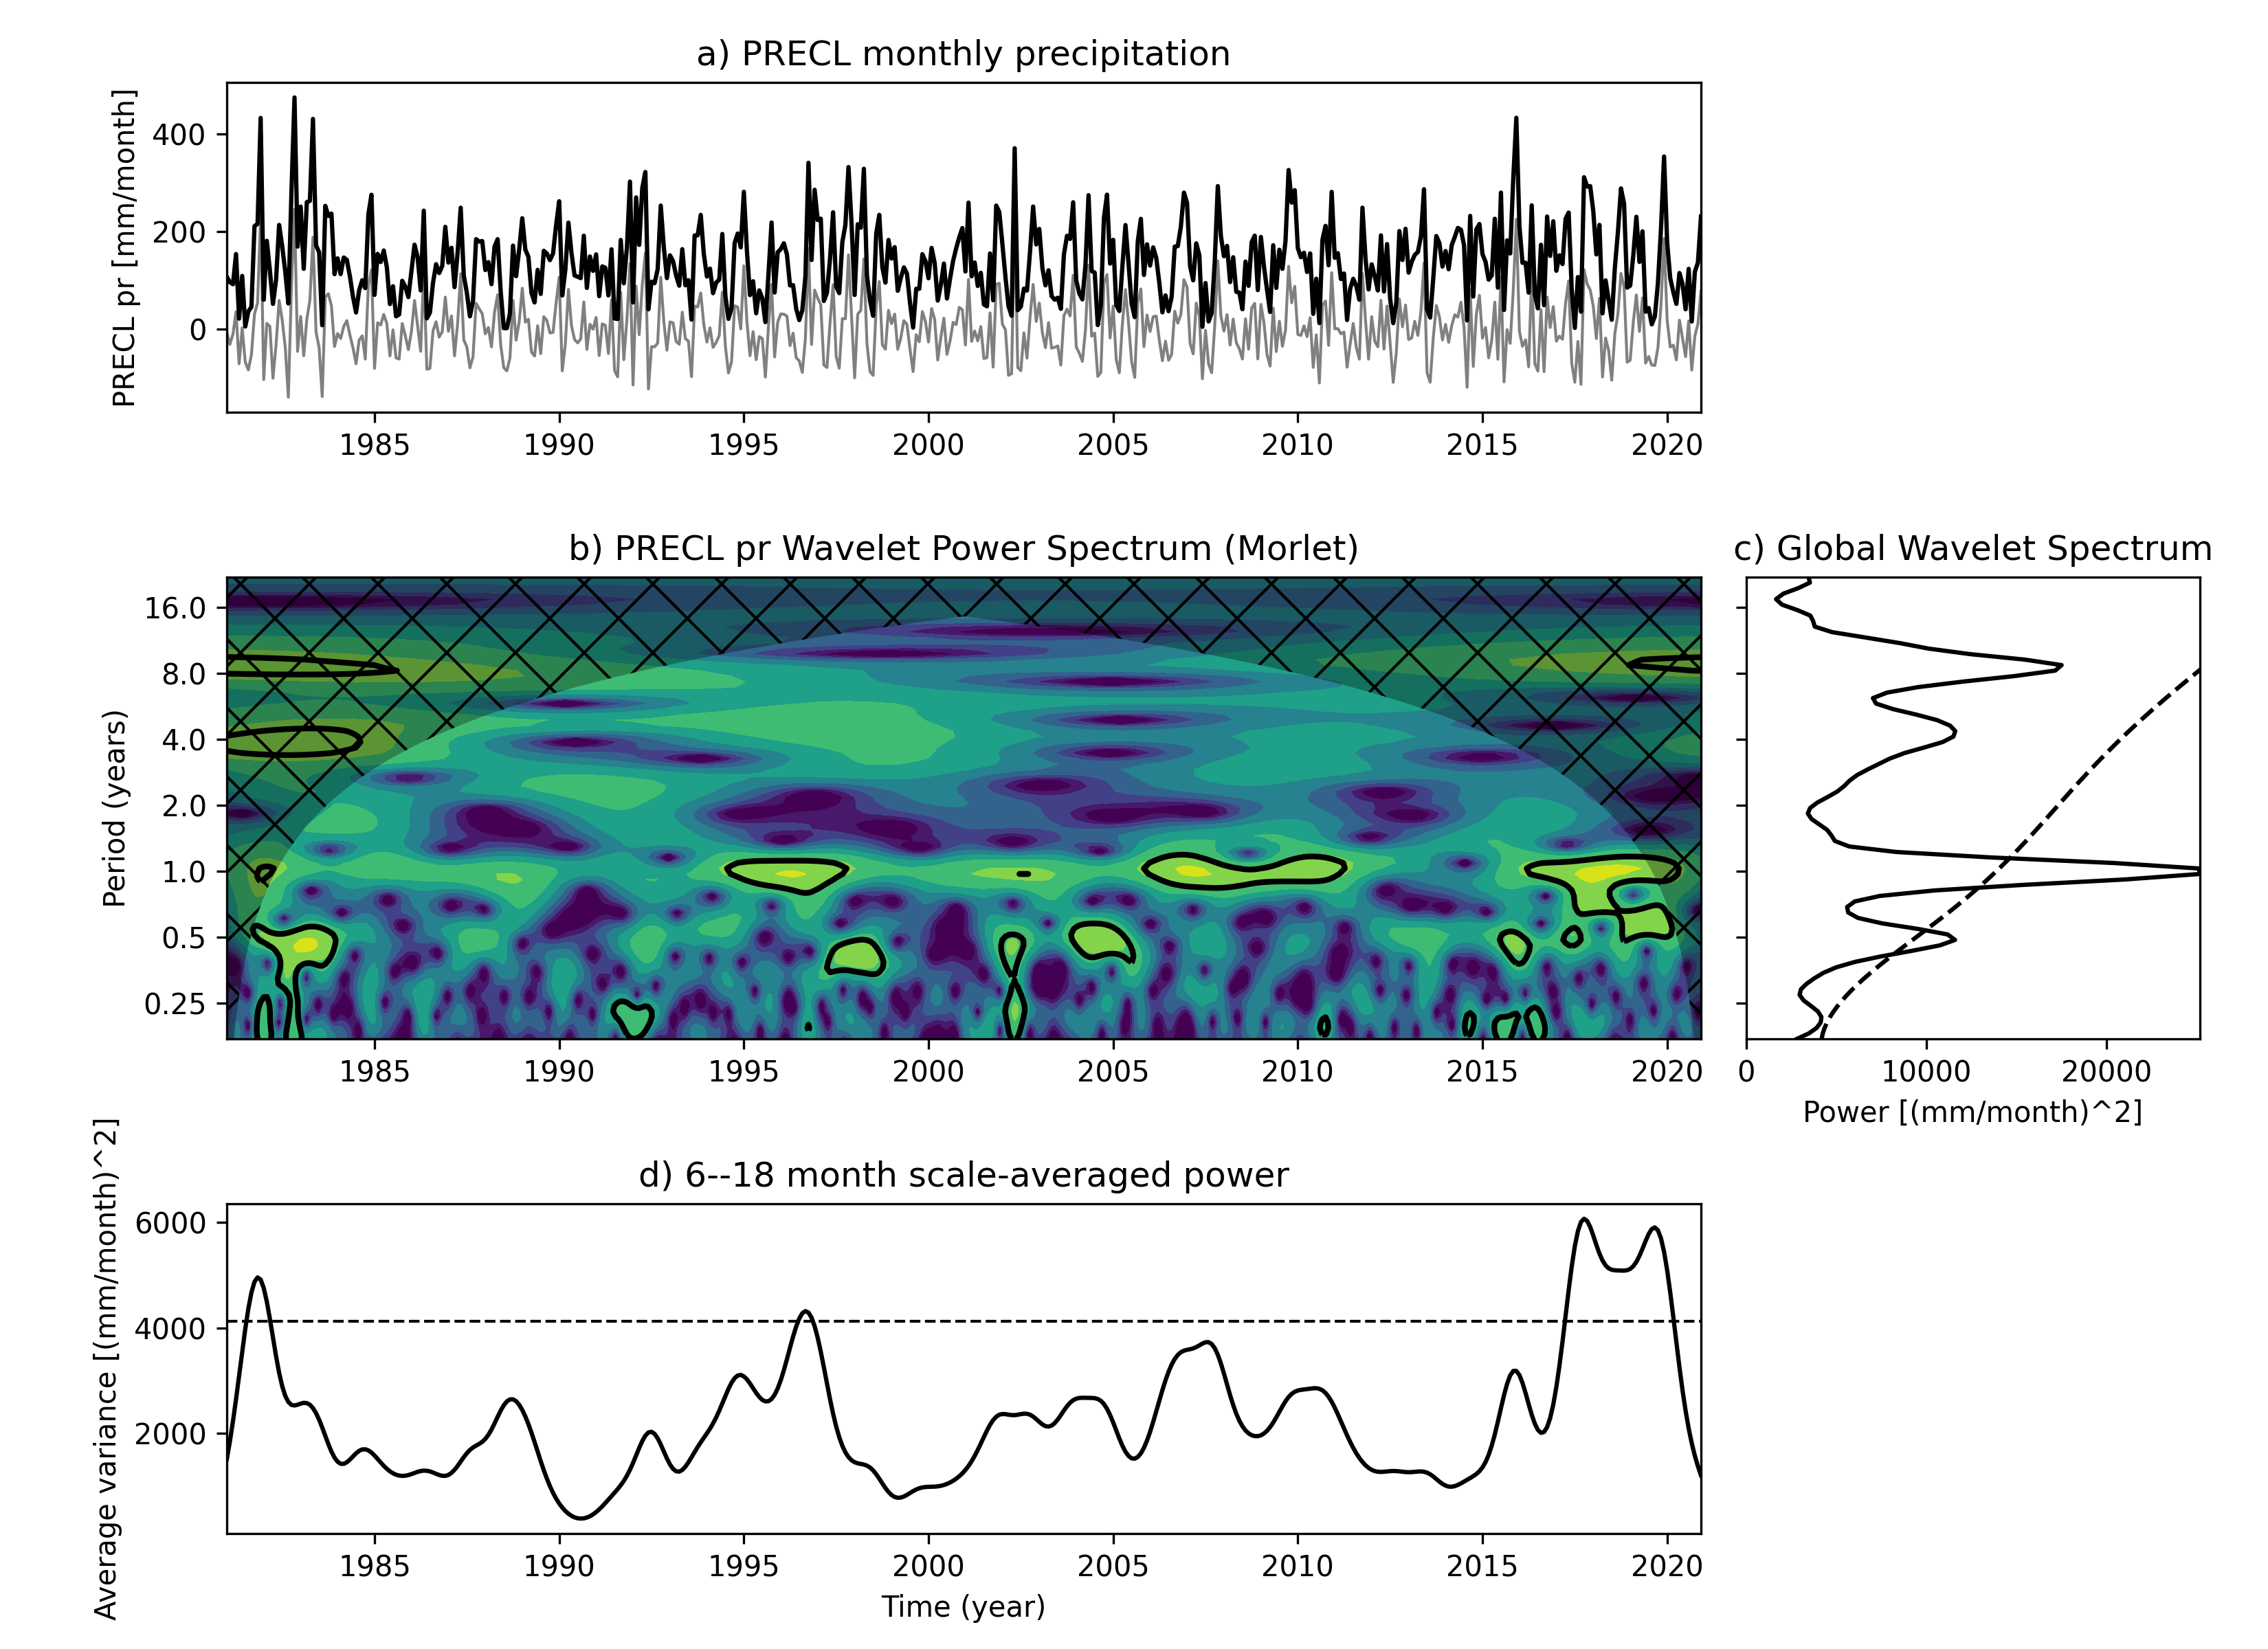 a) PRECL monthly precipitation
PRECL pr [mm/month]
400
200
0
1985 1990 1995 2000 2005 2010 2015 2020
b) PRECL pr Wavelet Power Spectrum (Morlet)
Period (years)
16.0
8.0
4.0
2.0
1.0
0.5
0.25
1985 1990 1995 2000 2005 2010 2015 2020
c) Global Wavelet Spectrum
0 10000 20000
Power [(mm/month)^2]
d) 6--18 month scale-averaged power
Average variance [(mm/month)^2]
6000
4000
2000
1985 1990 1995 2000 2005 2010 2015 2020
Time (year)